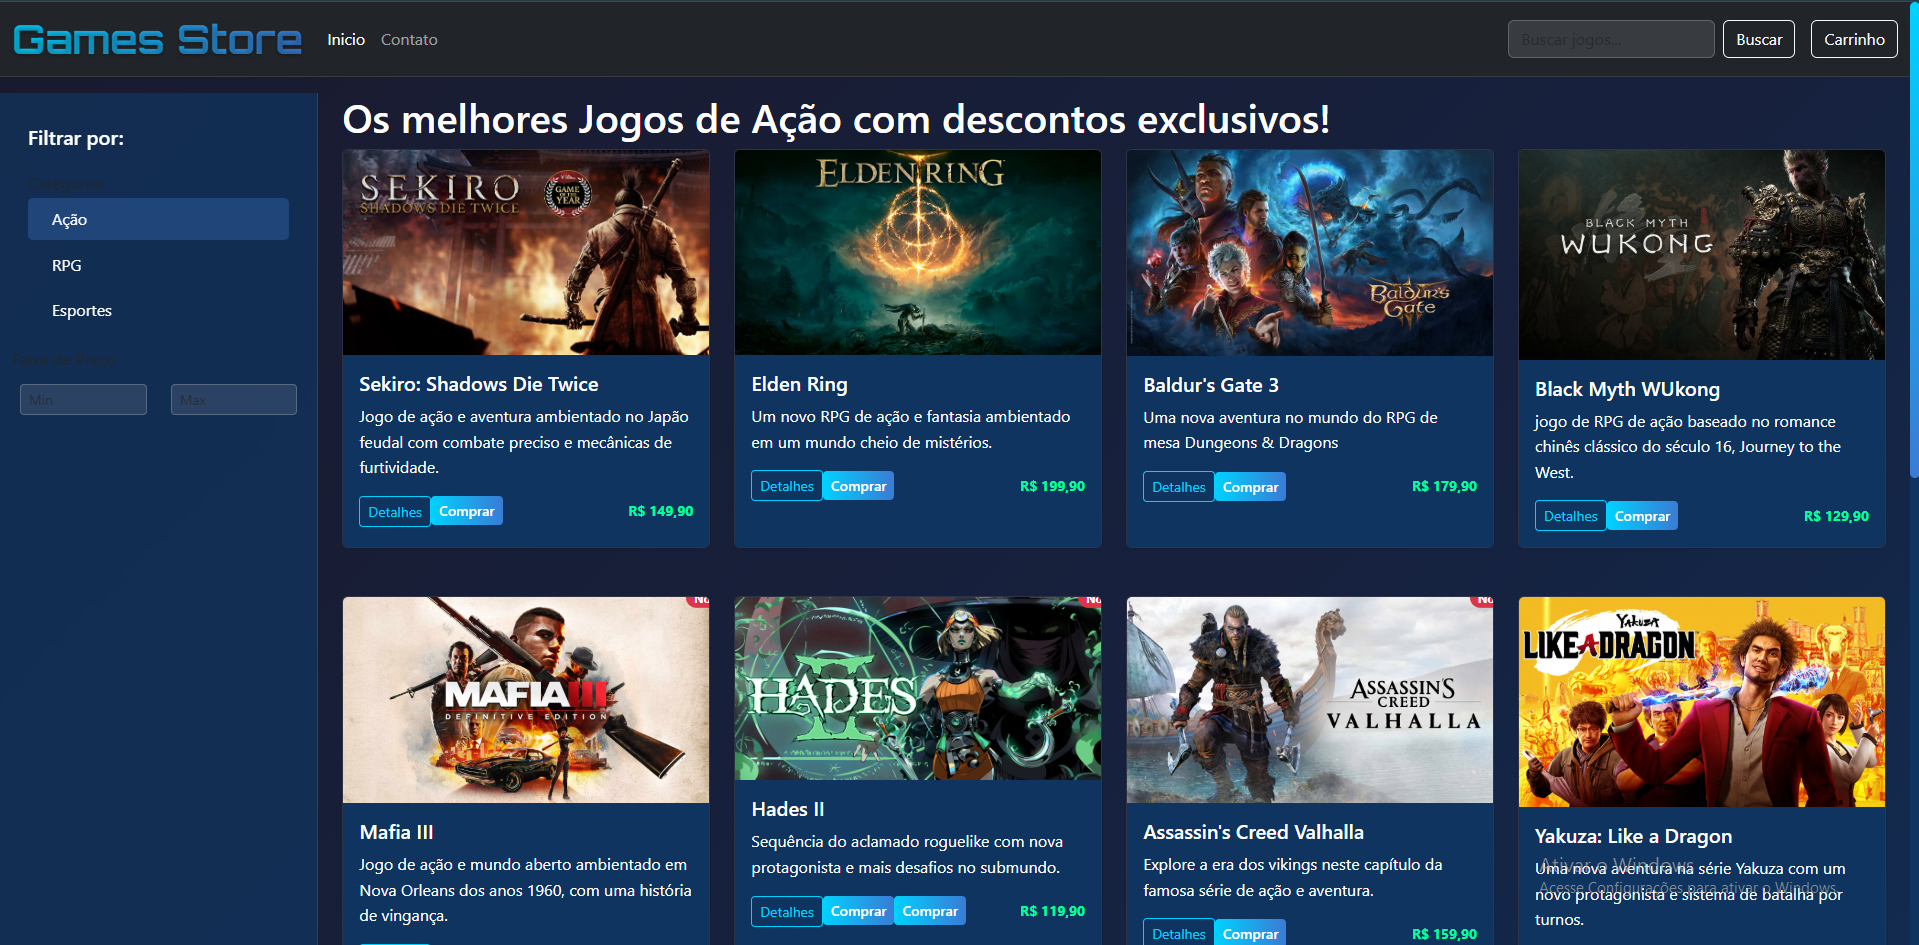 Games Store
Inicio
Contato
Buscar jogos...
Buscar
Carrinho
Filtrar por:
Categorias
Ação
RPG
Esportes
Faixa de Preço
Min
Max
Os melhores Jogos de Ação com descontos exclusivos!
SEKIRO
SHADOWS DIE TWICE
GAME
OF THE
YEAR
Sekiro: Shadows Die Twice
Jogo de ação e aventura ambientado no Japão
feudal com combate preciso e mecânicas de
furtividade.
Detalhes
Comprar
R$ 149,90
ELDEN RING
Elden Ring
Um novo RPG de ação e fantasia ambientado
em um mundo cheio de mistérios.
Detalhes
Comprar
R$ 199,90
BALDUR'S
GATE
Baldur's Gate 3
Uma nova aventura no mundo do RPG de
mesa Dungeons & Dragons
Detalhes
Comprar
R$ 179,90
BLACK MYTH
WUKONG
Black Myth WUkong
jogo de RPG de ação baseado no romance
chinês clássico do século 16, Journey to the
West.
Detalhes
Comprar
R$ 129,90
MAFIA III
DEFINITIVE EDITION
Mafia III
Jogo de ação e mundo aberto ambientado em
Nova Orleans dos anos 1960, com uma história
de vingança.
HADES
II
Hades II
Sequência do aclamado roguelike com nova
protagonista e mais desafios no submundo.
Detalhes
Comprar
Comprar
R$ 119,90
ASSASSIN'S
CREED
VALHALLA
Assassin's Creed Valhalla
Explore a era dos vikings neste capítulo da
famosa série de ação e aventura.
Detalhes
Comprar
R$ 159,90
YAKUZA
LIKE A DRAGON
Yakuza: Like a Dragon
Uma nova aventura na série Yakuza com um
novo protagonista e sistema de batalha por
turnos.
Ativar o Windows
Acesse Configurações para ativar o Windows.